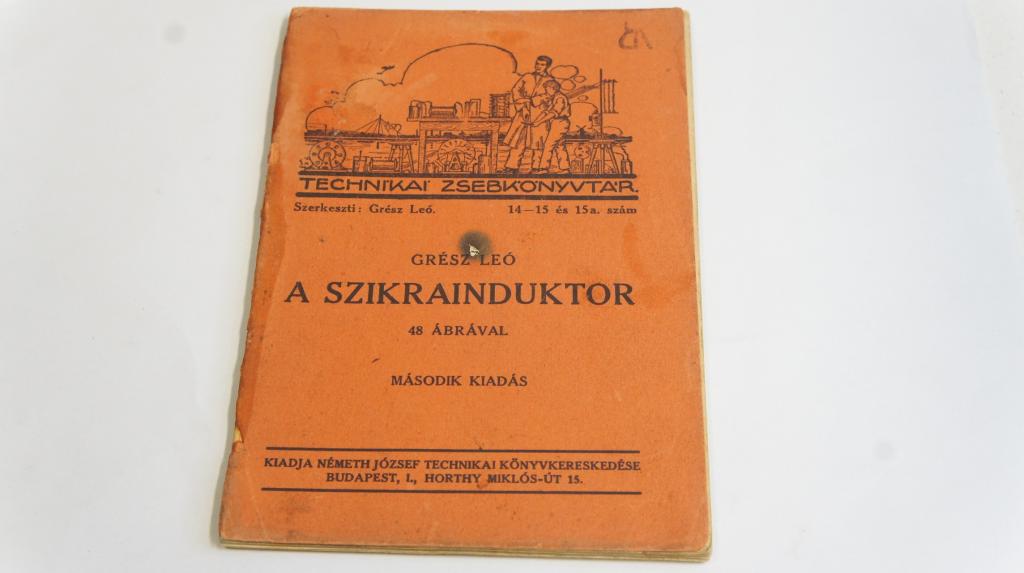 TECHNIKAI ZSEBKÖNYVTÁR.
Szerkeszti: Grész Leó. 14—15 és 15a. szám
GRÉSZ LEÓ
A SZIKRAINDUKTOR
48 ÁBRÁVAL
MÁSODIK KIADÁS
KIADJA NÉMETH JÓZSEF TECHNIKAI KÖNYVKERESKEDÉSE
BUDAPEST, I., HORTHY MIKLÓS-ÚT 15.